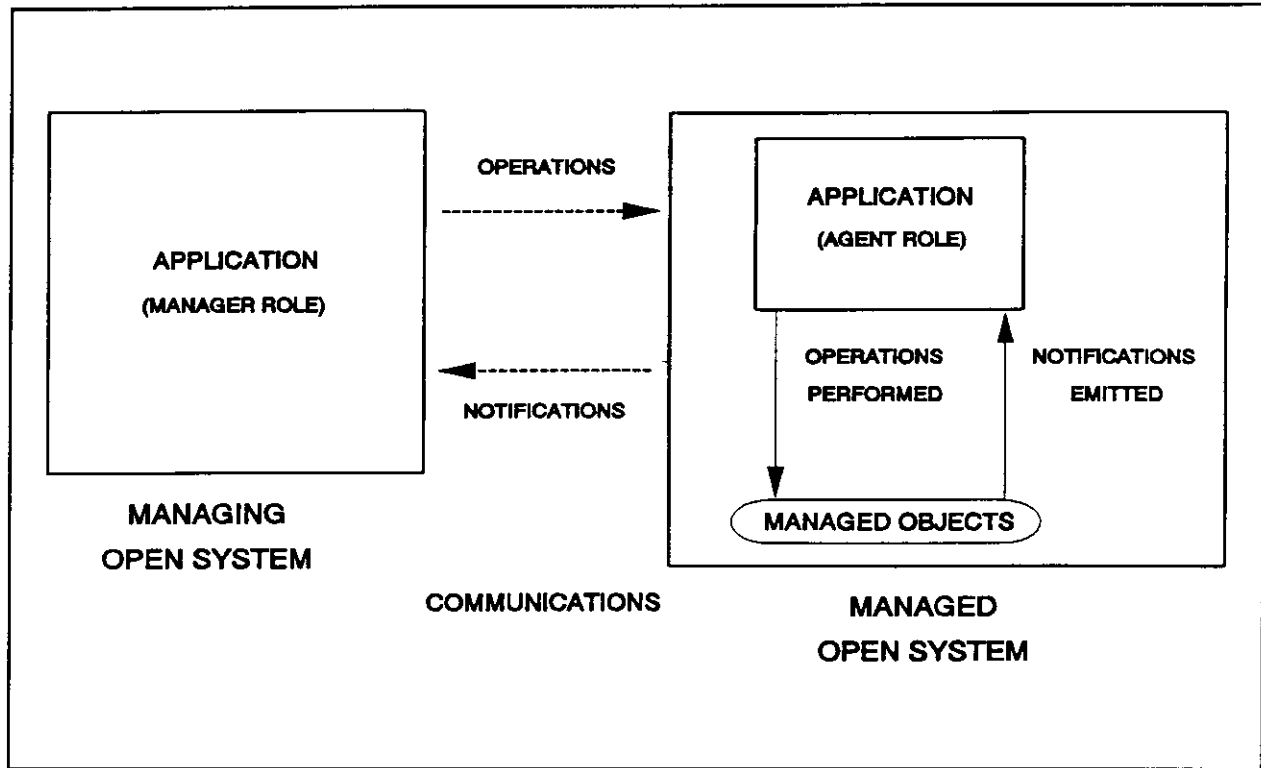 APPLICATION
(MANAGER ROLE)
MANAGING
OPEN SYSTEM
OPERATIONS
NOTIFICATIONS
COMMUNICATIONS
APPLICATION
(AGENT ROLE)
OPERATIONS
PERFORMED
NOTIFICATIONS
EMITTED
MANAGED OBJECTS
MANAGED
OPEN SYSTEM